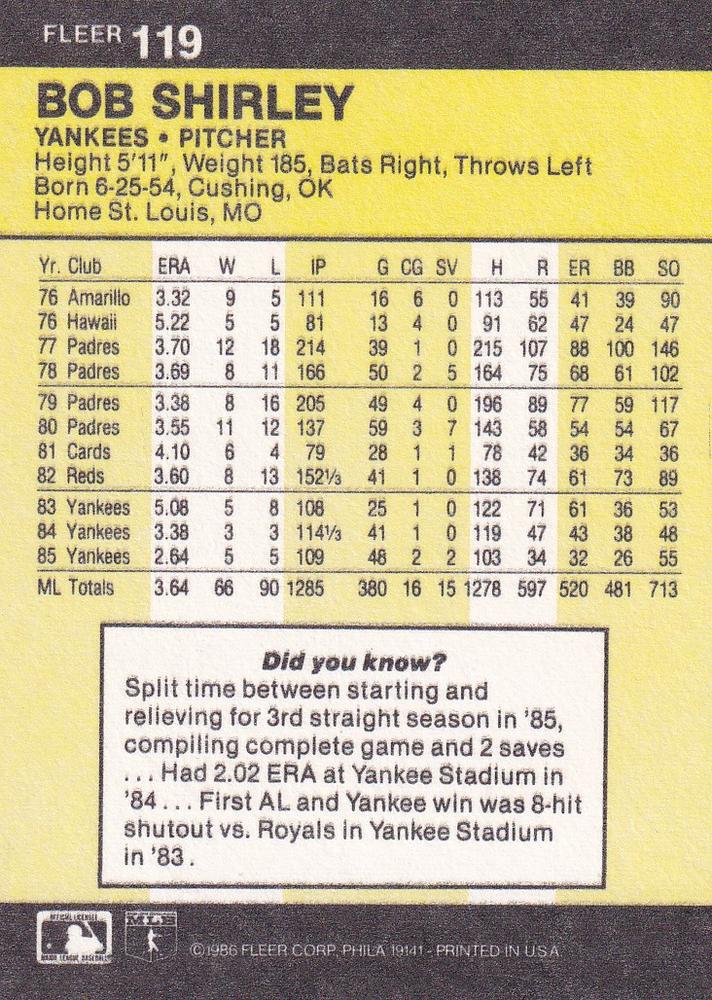 FLEER 119
BOB SHIRLEY
YANKEES • PITCHER
Height 5'11", Weight 185, Bats Right, Throws Left
Born 6-25-54, Cushing, OK
Home St. Louis, MO
Yr. Club ERA W L IP G CG SV H R ER BB SO
76 Amarillo 3.32 9 5 111 16 6 0 113 55 41 39 90
76 Hawaii 5.22 5 5 81 13 4 0 91 62 47 24 47
77 Padres 3.70 12 18 214 39 1 0 215 107 88 100 146
78 Padres 3.69 8 11 166 50 2 5 164 75 68 61 102
79 Padres 3.38 8 16 205 49 4 0 196 89 77 59 117
80 Padres 3.55 11 12 137 59 3 7 143 58 54 54 67
81 Cards 4.10 6 4 79 28 1 1 78 42 36 34 36
82 Reds 3.60 8 13 152⅓ 41 1 0 138 74 61 73 89
83 Yankees 5.08 5 8 108 25 1 0 122 71 61 36 53
84 Yankees 3.38 3 3 114⅓ 41 1 0 119 47 43 38 48
85 Yankees 2.64 5 5 109 48 2 2 103 34 32 26 55
ML Totals 3.64 66 90 1285 380 16 15 1278 597 520 481 713
Did you know?
Split time between starting and
relieving for 3rd straight season in '85,
compiling complete game and 2 saves
... Had 2.02 ERA at Yankee Stadium in
'84 ... First AL and Yankee win was 8-hit
shutout vs. Royals in Yankee Stadium
in '83.
OFFICIAL LICENSEE
MAJOR LEAGUE BASEBALL
MLB
©1986 FLEER CORP. PHILA 19141 - PRINTED IN U.S.A.